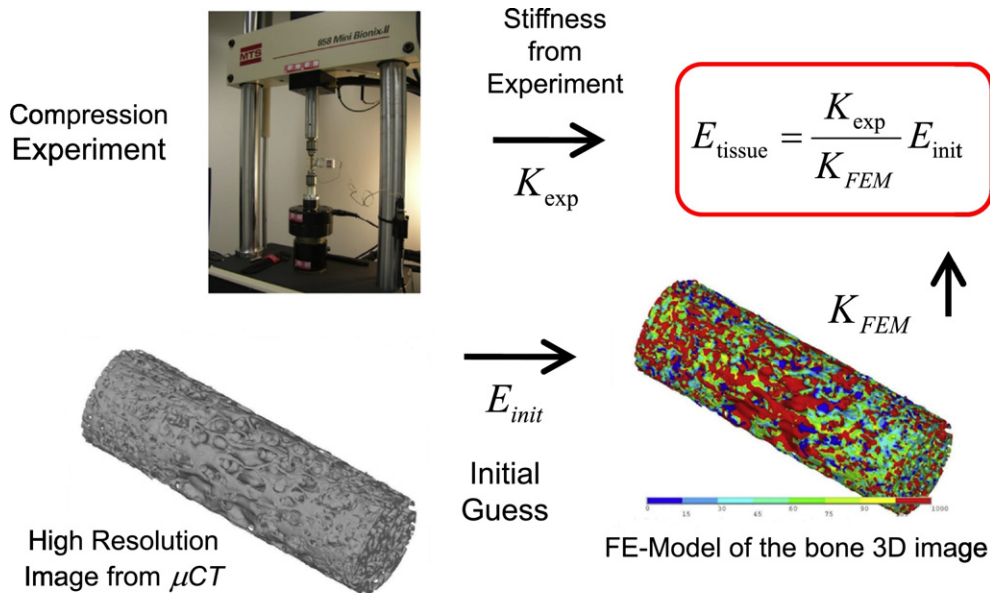 Compression
Experiment
858 Mini Bionix II
MTS
Stiffness
from
Experiment
K_exp
E_tissue = K_exp / K_FEM E_init
K_FEM
E_init
Initial
Guess
High Resolution
Image from μCT
0 15 30 45 60 75 90 1000
FE-Model of the bone 3D image